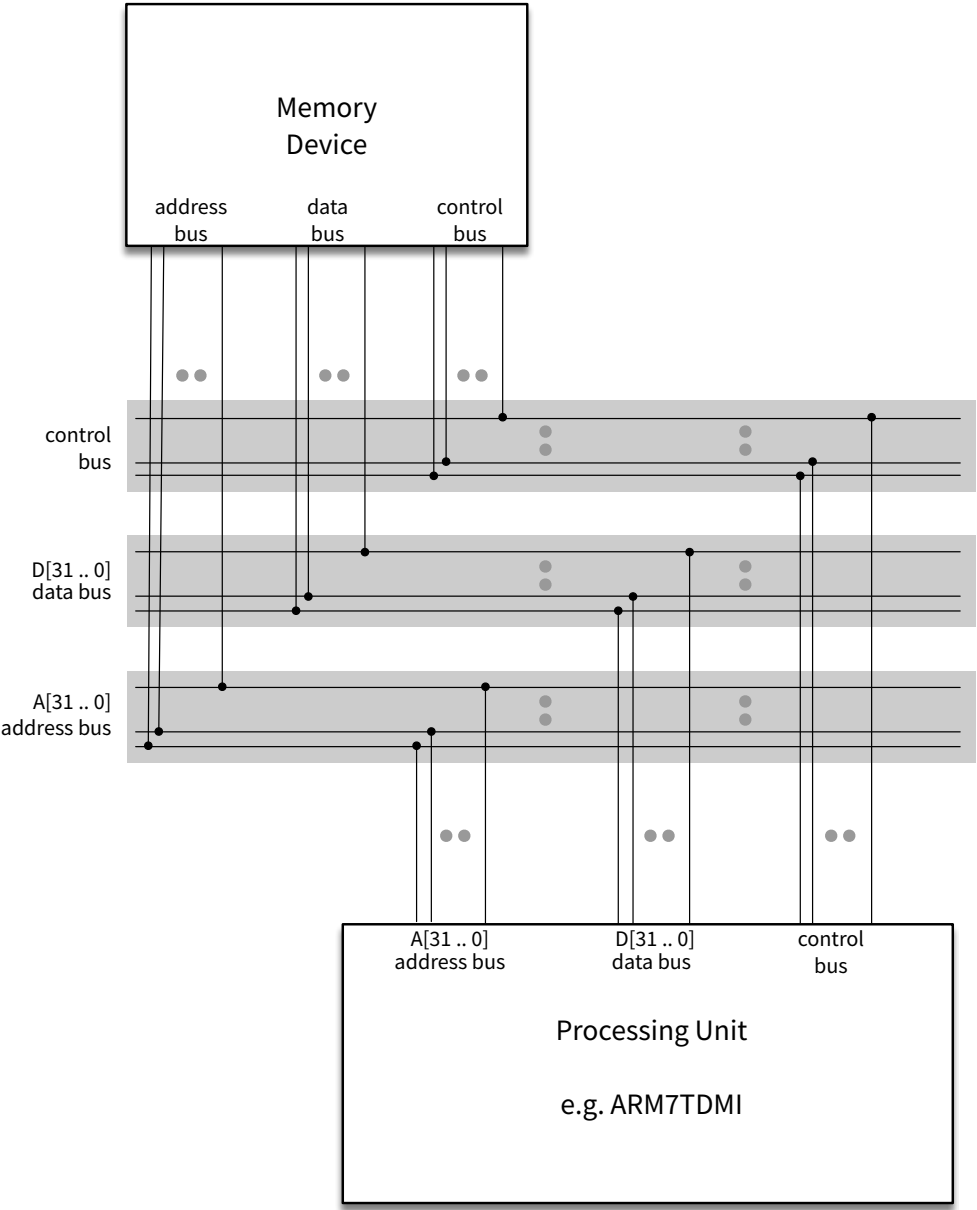 Memory
Device
address
bus
data
bus
control
bus
control
bus
D[31 .. 0]
data bus
A[31 .. 0]
address bus
A[31 .. 0]
address bus
D[31 .. 0]
data bus
control
bus
Processing Unit
e.g. ARM7TDMI